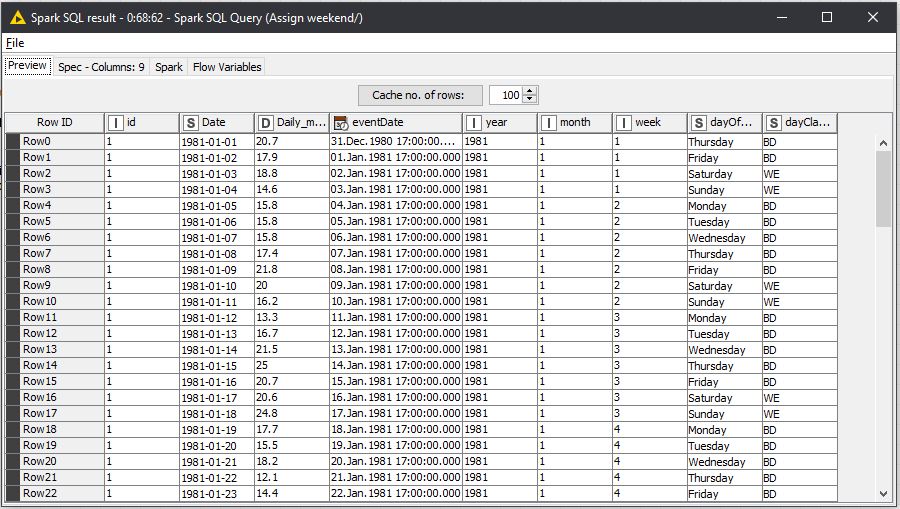 Spark SQL result - 0:68:62 - Spark SQL Query (Assign weekend/)
File
Preview Spec - Columns: 9 Spark Flow Variables
Cache no. of rows: 100
Row ID I id S Date D Daily_m... eventDate I year I month I week S dayOf... S dayCla...
Row0 1 1981-01-01 20.7 31.Dec.1980 17:00:00.... 1981 1 1 Thursday BD
Row1 1 1981-01-02 17.9 01.Jan.1981 17:00:00.000 1981 1 1 Friday BD
Row2 1 1981-01-03 18.8 02.Jan.1981 17:00:00.000 1981 1 1 Saturday WE
Row3 1 1981-01-04 14.6 03.Jan.1981 17:00:00.000 1981 1 1 Sunday WE
Row4 1 1981-01-05 15.8 04.Jan.1981 17:00:00.000 1981 1 2 Monday BD
Row5 1 1981-01-06 15.8 05.Jan.1981 17:00:00.000 1981 1 2 Tuesday BD
Row6 1 1981-01-07 15.8 06.Jan.1981 17:00:00.000 1981 1 2 Wednesday BD
Row7 1 1981-01-08 17.4 07.Jan.1981 17:00:00.000 1981 1 2 Thursday BD
Row8 1 1981-01-09 21.8 08.Jan.1981 17:00:00.000 1981 1 2 Friday BD
Row9 1 1981-01-10 20 09.Jan.1981 17:00:00.000 1981 1 2 Saturday WE
Row10 1 1981-01-11 16.2 10.Jan.1981 17:00:00.000 1981 1 2 Sunday WE
Row11 1 1981-01-12 13.3 11.Jan.1981 17:00:00.000 1981 1 3 Monday BD
Row12 1 1981-01-13 16.7 12.Jan.1981 17:00:00.000 1981 1 3 Tuesday BD
Row13 1 1981-01-14 21.5 13.Jan.1981 17:00:00.000 1981 1 3 Wednesday BD
Row14 1 1981-01-15 25 14.Jan.1981 17:00:00.000 1981 1 3 Thursday BD
Row15 1 1981-01-16 20.7 15.Jan.1981 17:00:00.000 1981 1 3 Friday BD
Row16 1 1981-01-17 20.6 16.Jan.1981 17:00:00.000 1981 1 3 Saturday WE
Row17 1 1981-01-18 24.8 17.Jan.1981 17:00:00.000 1981 1 3 Sunday WE
Row18 1 1981-01-19 17.7 18.Jan.1981 17:00:00.000 1981 1 4 Monday BD
Row19 1 1981-01-20 15.5 19.Jan.1981 17:00:00.000 1981 1 4 Tuesday BD
Row20 1 1981-01-21 18.2 20.Jan.1981 17:00:00.000 1981 1 4 Wednesday BD
Row21 1 1981-01-22 12.1 21.Jan.1981 17:00:00.000 1981 1 4 Thursday BD
Row22 1 1981-01-23 14.4 22.Jan.1981 17:00:00.000 1981 1 4 Friday BD